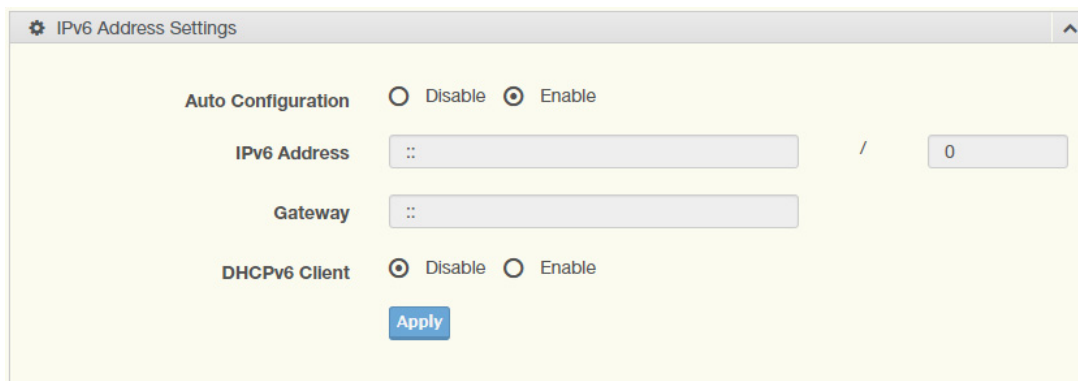 IPv6 Address Settings
Auto Configuration Disable Enable
IPv6 Address :: / 0
Gateway ::
DHCPv6 Client Disable Enable
Apply